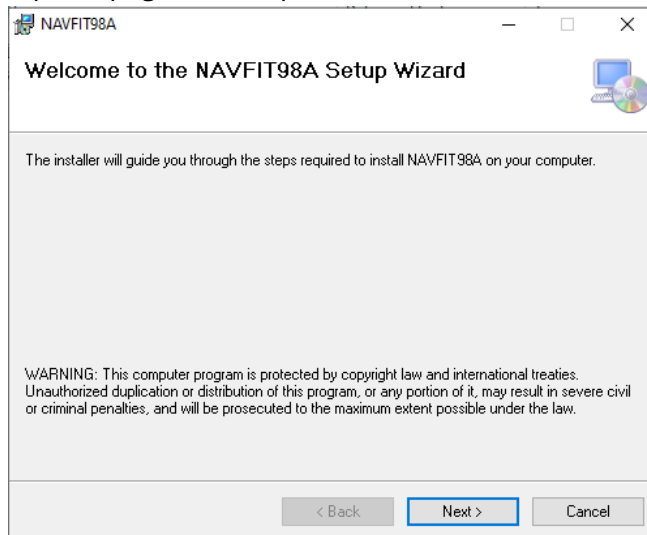 NAVFIT98A
Welcome to the NAVFIT98A Setup Wizard
The installer will guide you through the steps required to install NAVFIT98A on your computer.
WARNING: This computer program is protected by copyright law and international treaties.
Unauthorized duplication or distribution of this program, or any portion of it, may result in severe civil
or criminal penalties, and will be prosecuted to the maximum extent possible under the law.
< Back
Next >
Cancel